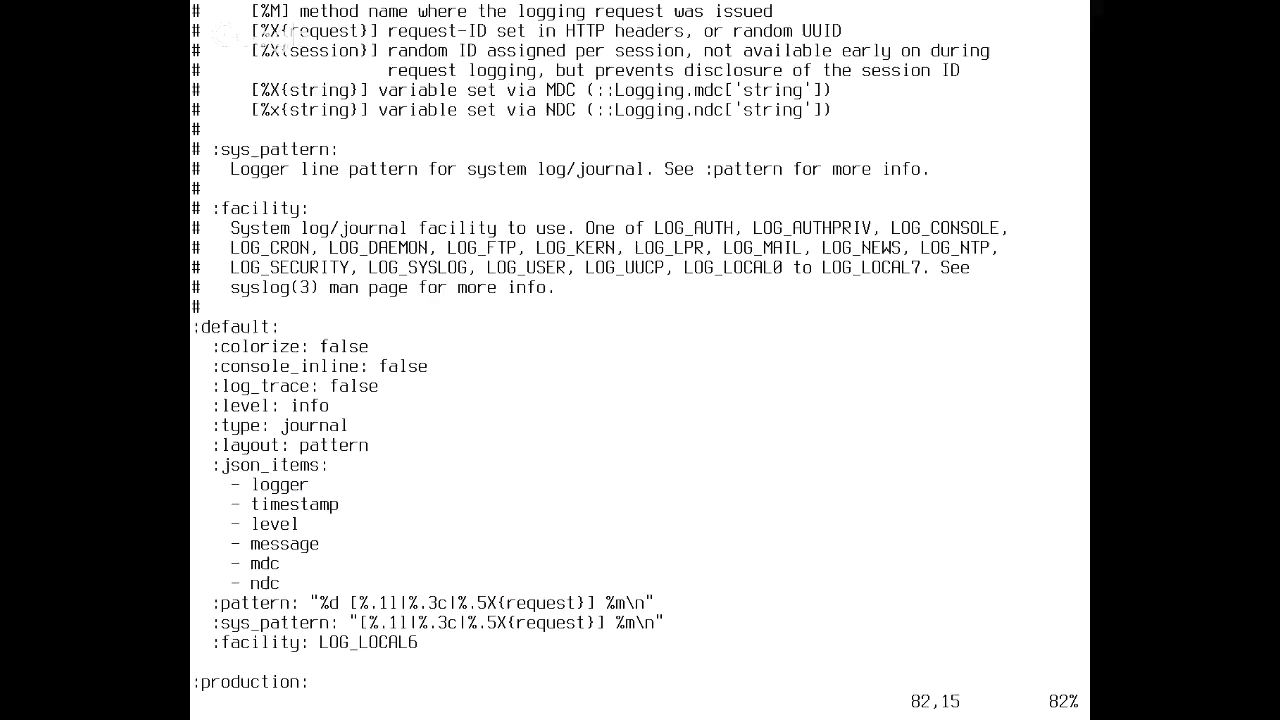 #     [%M] method name where the logging request was issued
#     [%X{request}] request-ID set in HTTP headers, or random UUID
#     [%X{session}] random ID assigned per session, not available early on during
#                   request logging, but prevents disclosure of the session ID
#     [%X{string}] variable set via MDC (::Logging.mdc['string'])
#     [%x{string}] variable set via NDC (::Logging.ndc['string'])
#
# :sys_pattern:
#   Logger line pattern for system log/journal. See :pattern for more info.
#
# :facility:
#   System log/journal facility to use. One of LOG_AUTH, LOG_AUTHPRIV, LOG_CONSOLE,
#   LOG_CRON, LOG_DAEMON, LOG_FTP, LOG_KERN, LOG_LPR, LOG_MAIL, LOG_NEWS, LOG_NTP,
#   LOG_SECURITY, LOG_SYSLOG, LOG_USER, LOG_UUCP, LOG_LOCAL0 to LOG_LOCAL7. See
#   syslog(3) man page for more info.
#
:default:
  :colorize: false
  :console_inline: false
  :log_trace: false
  :level: info
  :type: journal
  :layout: pattern
  :json_items:
    - logger
    - timestamp
    - level
    - message
    - mdc
    - ndc
  :pattern: "%d [%.1l|%.3c|%.5X{request}] %m\n"
  :sys_pattern: "[%.1l|%.3c|%.5X{request}] %m\n"
  :facility: LOG_LOCAL6

:production:
82,15 82%